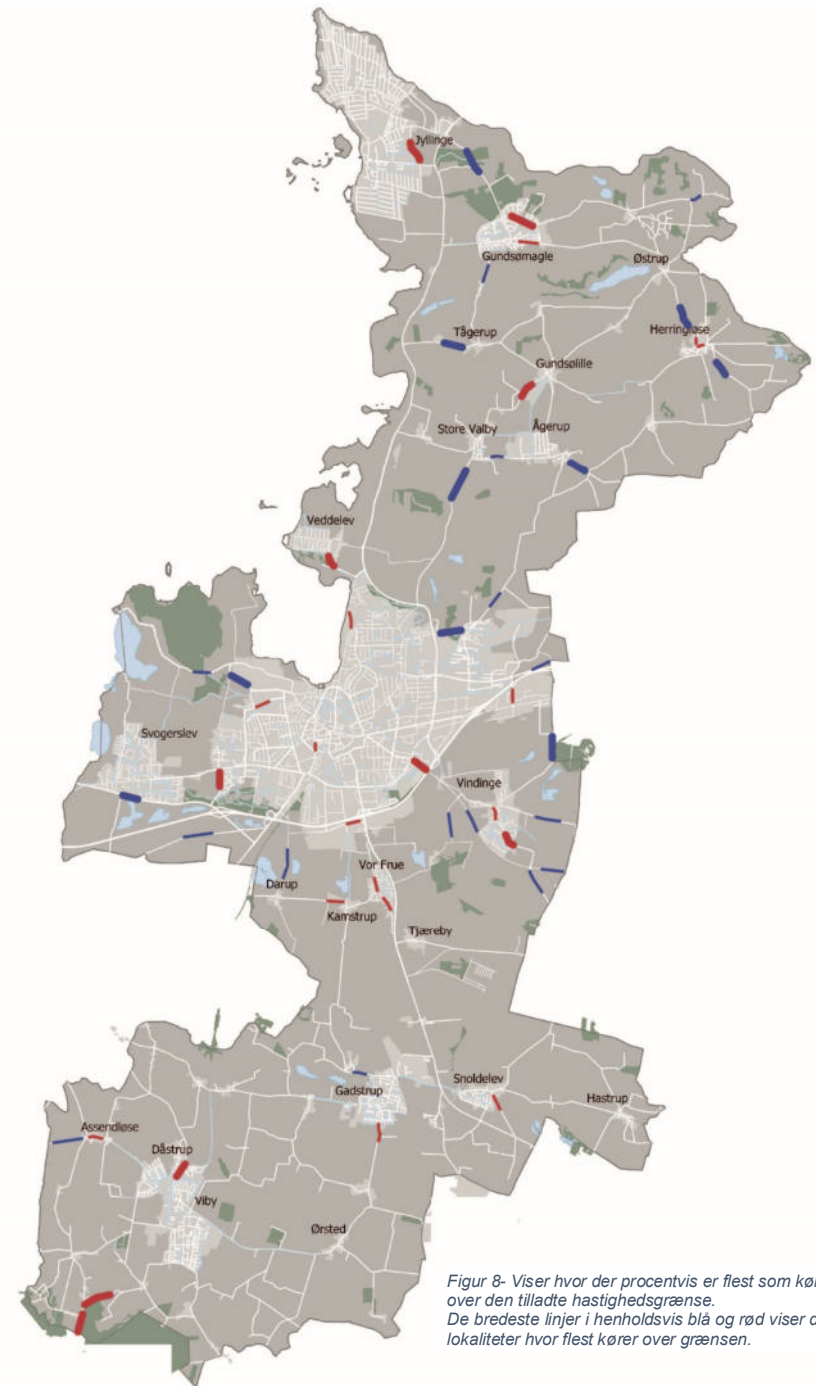 Jyllinge
Gundsømagle
Østrup
Tågerup
Herringløse
Gundsølille
Store Valby
Ågerup
Veddelev
Svogerslev
Vindinge
Vor Frue
Darup
Kamstrup
Tjæreby
Gadstrup
Snoldelev
Hastrup
Assendløse
Dåstrup
Viby
Ørsted
Figur 8- Viser hvor der procentvis er flest som kø
over den tilladte hastighedsgrænse.
De bredeste linjer i henholdsvis blå og rød viser d
lokaliteter hvor flest kører over grænsen.